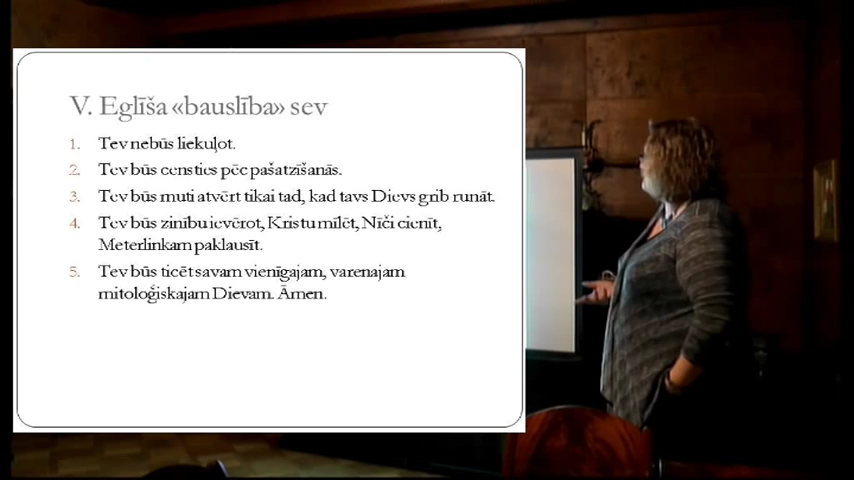 V. Eglīša «bauslība» sev
1. Tev nebūs liekuļot.
2. Tev būs censties pēc pašatzīšanās.
3. Tev būs muti atvērt tikai tad, kad tavs Dievs grib runāt.
4. Tev būs zinību ievērot, Kristu mīlēt, Nīči cienīt,
Meterlinkam paklausīt.
5. Tev būs ticēt savam vienīgajam, varenajam
mitoloģiskajam Dievam. Āmen.